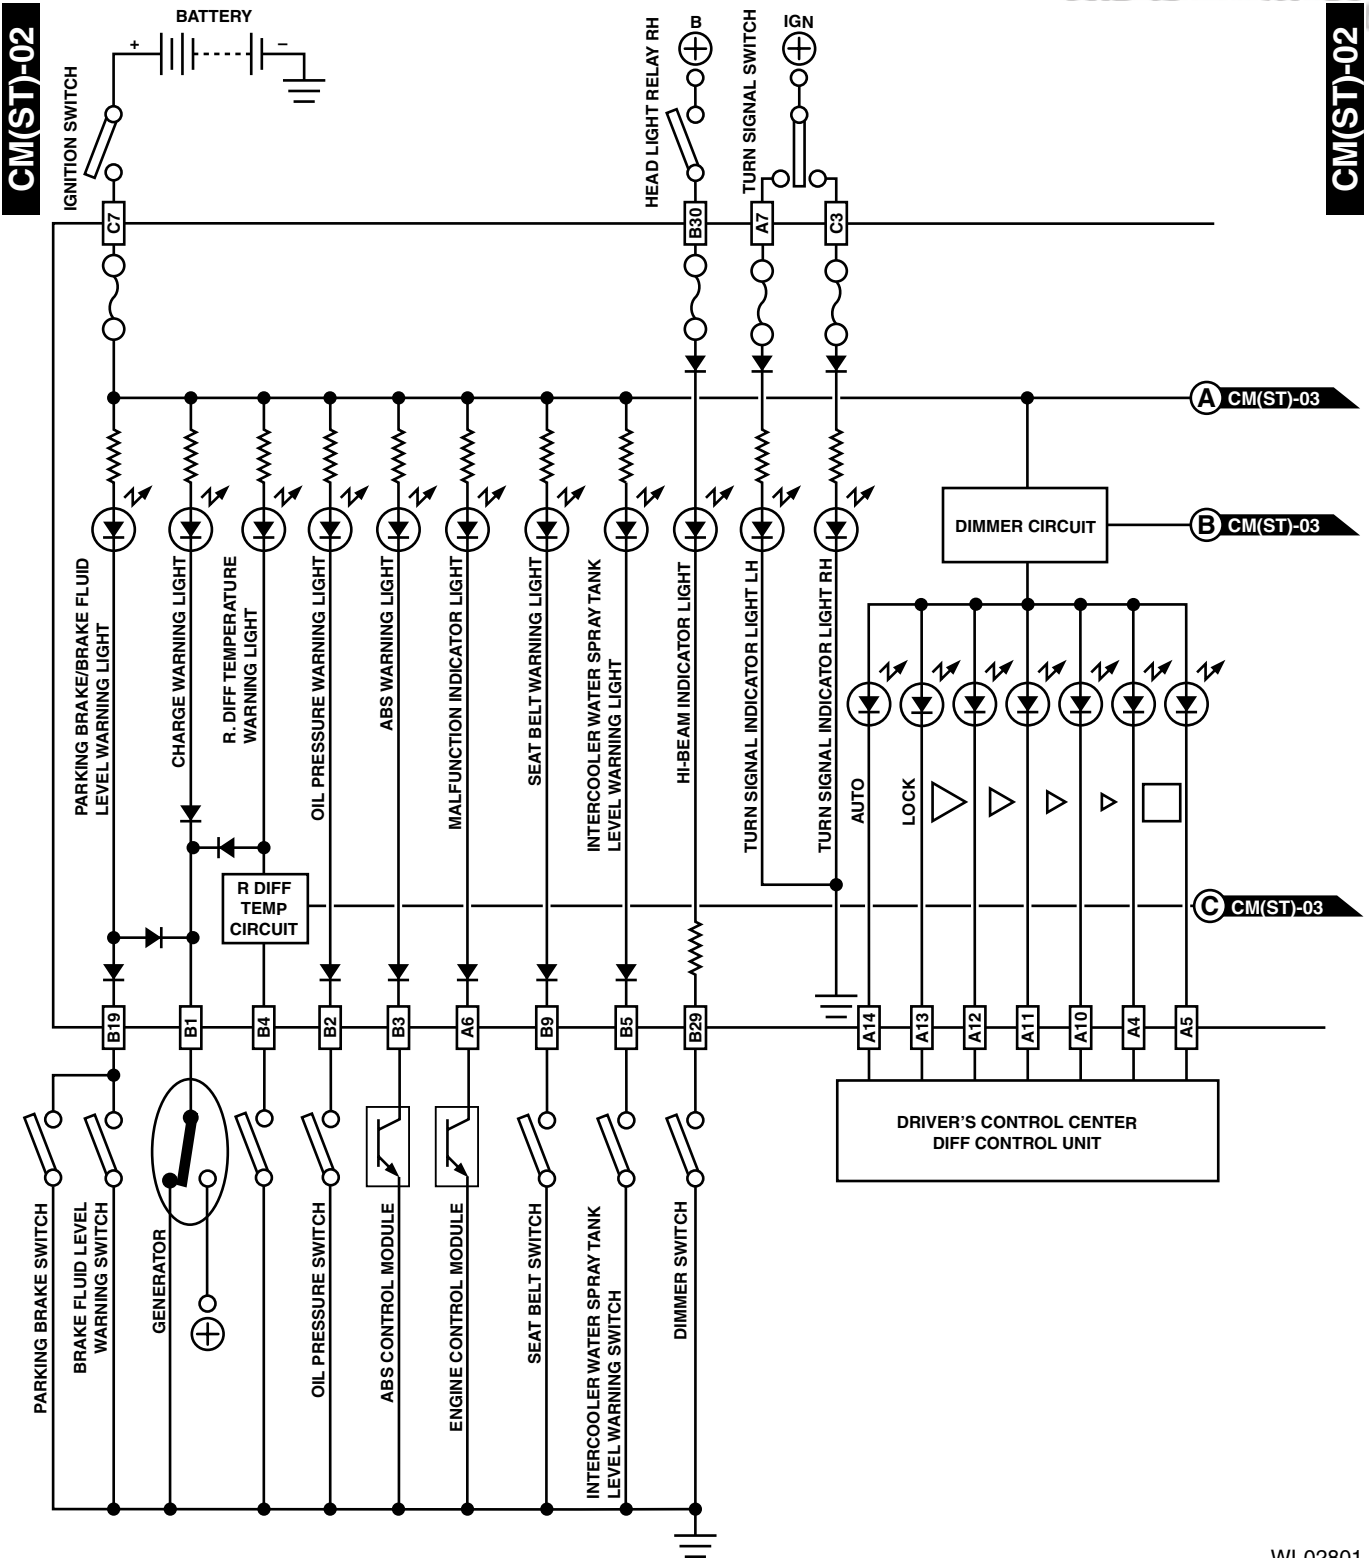 CM(ST)-02
BATTERY
+
−
IGNITION SWITCH
HEAD LIGHT RELAY RH
B
TURN SIGNAL SWITCH
IGN
CM(ST)-02
C7
B30
A7
C3
A CM(ST)-03
DIMMER CIRCUIT
B CM(ST)-03
PARKING BRAKE/BRAKE FLUID
LEVEL WARNING LIGHT
CHARGE WARNING LIGHT
R. DIFF TEMPERATURE
WARNING LIGHT
OIL PRESSURE WARNING LIGHT
ABS WARNING LIGHT
MALFUNCTION INDICATOR LIGHT
SEAT BELT WARNING LIGHT
INTERCOOLER WATER SPRAY TANK
LEVEL WARNING LIGHT
HI-BEAM INDICATOR LIGHT
TURN SIGNAL INDICATOR LIGHT LH
TURN SIGNAL INDICATOR LIGHT RH
AUTO
LOCK
R DIFF
TEMP
CIRCUIT
C CM(ST)-03
B19
B1
B4
B2
B3
A6
B9
B5
B29
A14
A13
A12
A11
A10
A4
A5
DRIVER'S CONTROL CENTER
DIFF CONTROL UNIT
PARKING BRAKE SWITCH
BRAKE FLUID LEVEL
WARNING SWITCH
GENERATOR
OIL PRESSURE SWITCH
ABS CONTROL MODULE
ENGINE CONTROL MODULE
SEAT BELT SWITCH
INTERCOOLER WATER SPRAY TANK
LEVEL WARNING SWITCH
DIMMER SWITCH